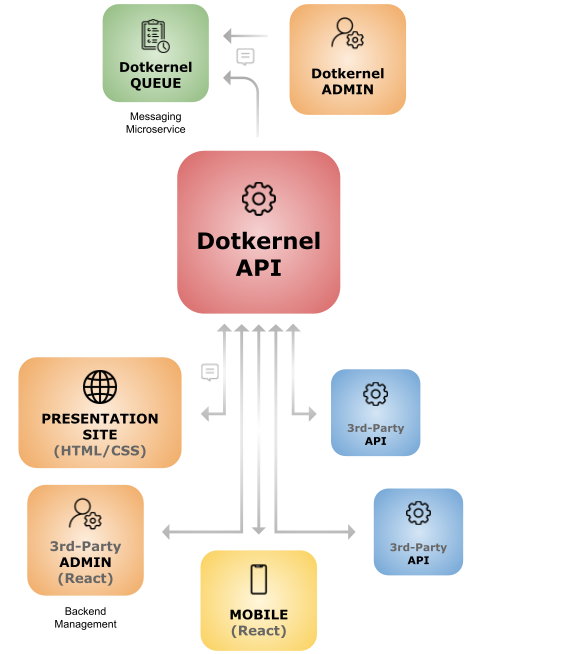 Dotkernel
QUEUE
Messaging
Microservice
Dotkernel
ADMIN
Dotkernel
API
PRESENTATION
SITE
(HTML/CSS)
3rd-Party
API
3rd-Party
ADMIN
(React)
Backend
Management
3rd-Party
API
MOBILE
(React)